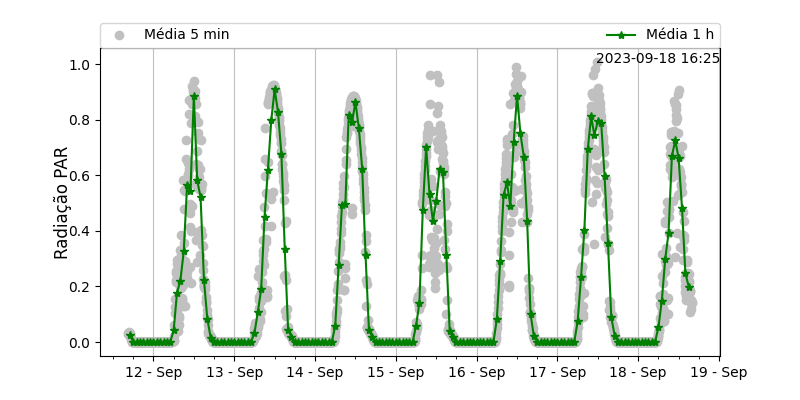 Média 5 min
Média 1 h
2023-09-18 16:25
Radiação PAR
1.0
0.8
0.6
0.4
0.2
0.0
12 - Sep
13 - Sep
14 - Sep
15 - Sep
16 - Sep
17 - Sep
18 - Sep
19 - Sep